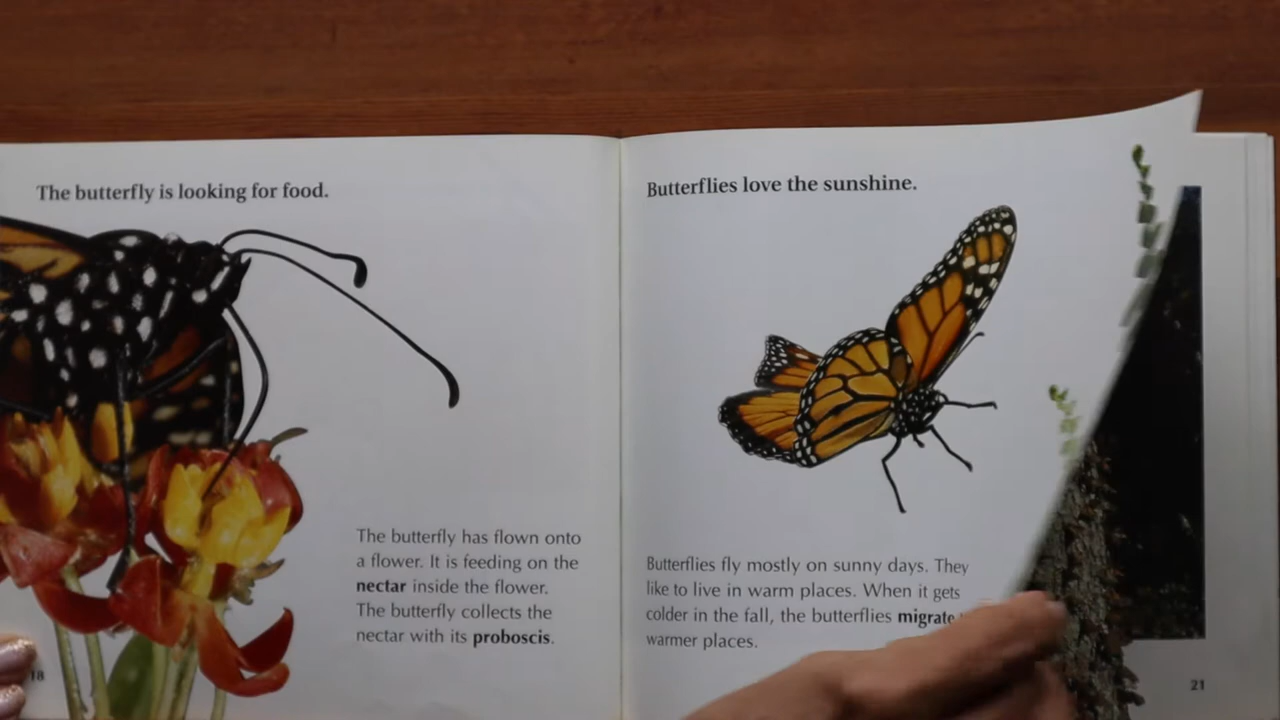 The butterfly is looking for food.
The butterfly has flown onto
a flower. It is feeding on the
nectar inside the flower.
The butterfly collects the
nectar with its proboscis.
18
Butterflies love the sunshine.
Butterflies fly mostly on sunny days. They
like to live in warm places. When it gets
colder in the fall, the butterflies migrate
warmer places.
21